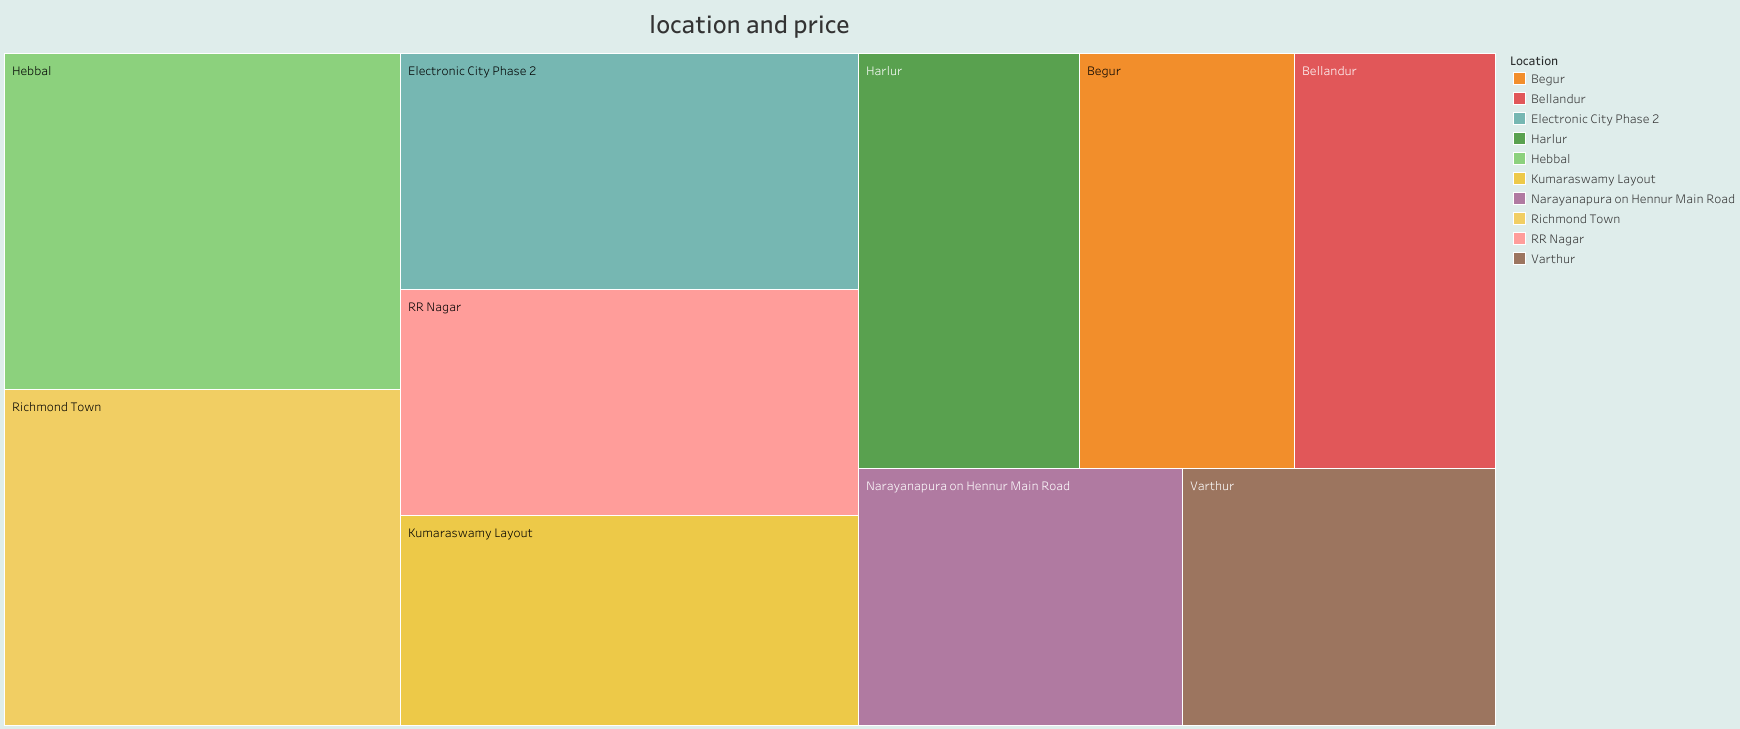 location and price
Hebbal
Richmond Town
Electronic City Phase 2
RR Nagar
Kumaraswamy Layout
Harlur
Begur
Bellandur
Narayanapura on Hennur Main Road
Varthur
Location
Begur
Bellandur
Electronic City Phase 2
Harlur
Hebbal
Kumaraswamy Layout
Narayanapura on Hennur Main Road
Richmond Town
RR Nagar
Varthur